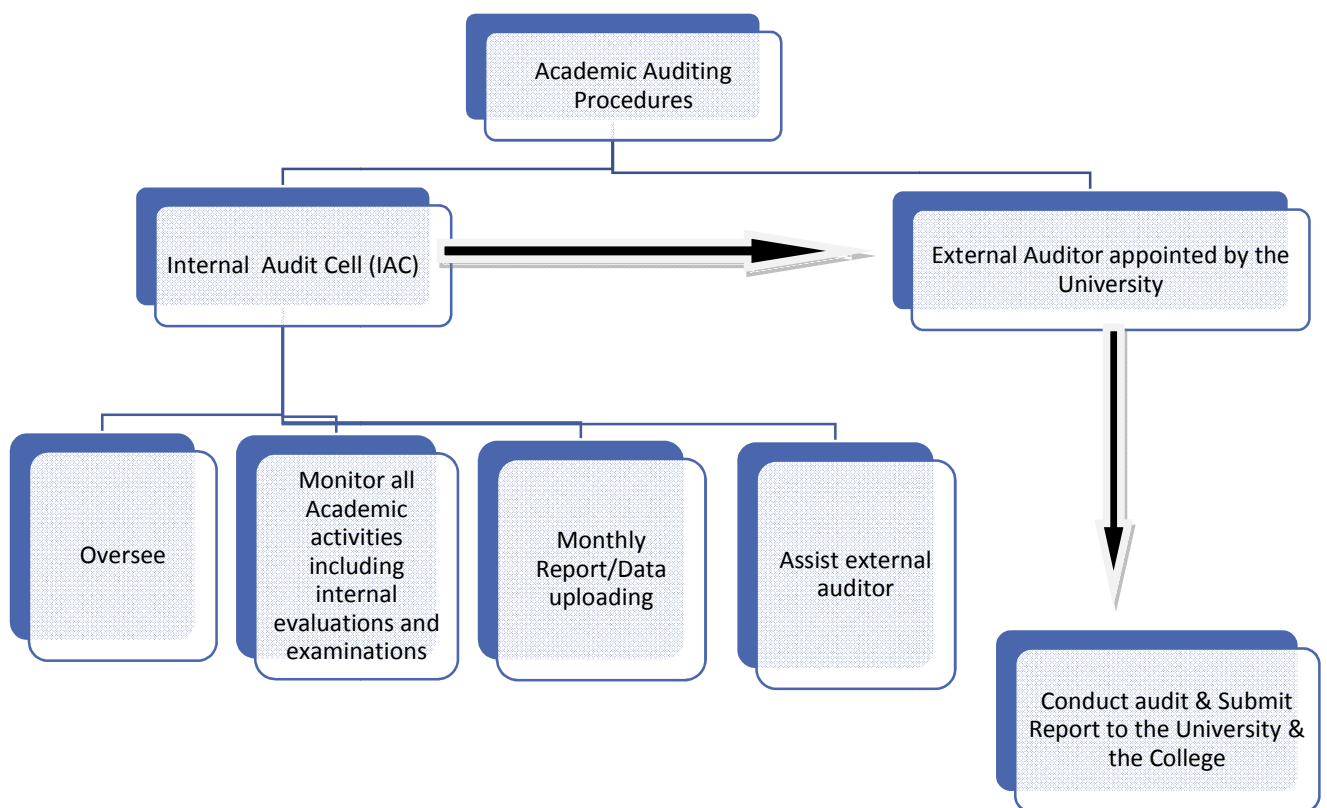 Academic Auditing
Procedures
Internal Audit Cell (IAC)
External Auditor appointed by the
University
Oversee
Monitor all
Academic
activities
including
internal
evaluations and
examinations
Monthly
Report/Data
uploading
Assist external
auditor
Conduct audit & Submit
Report to the University &
the College